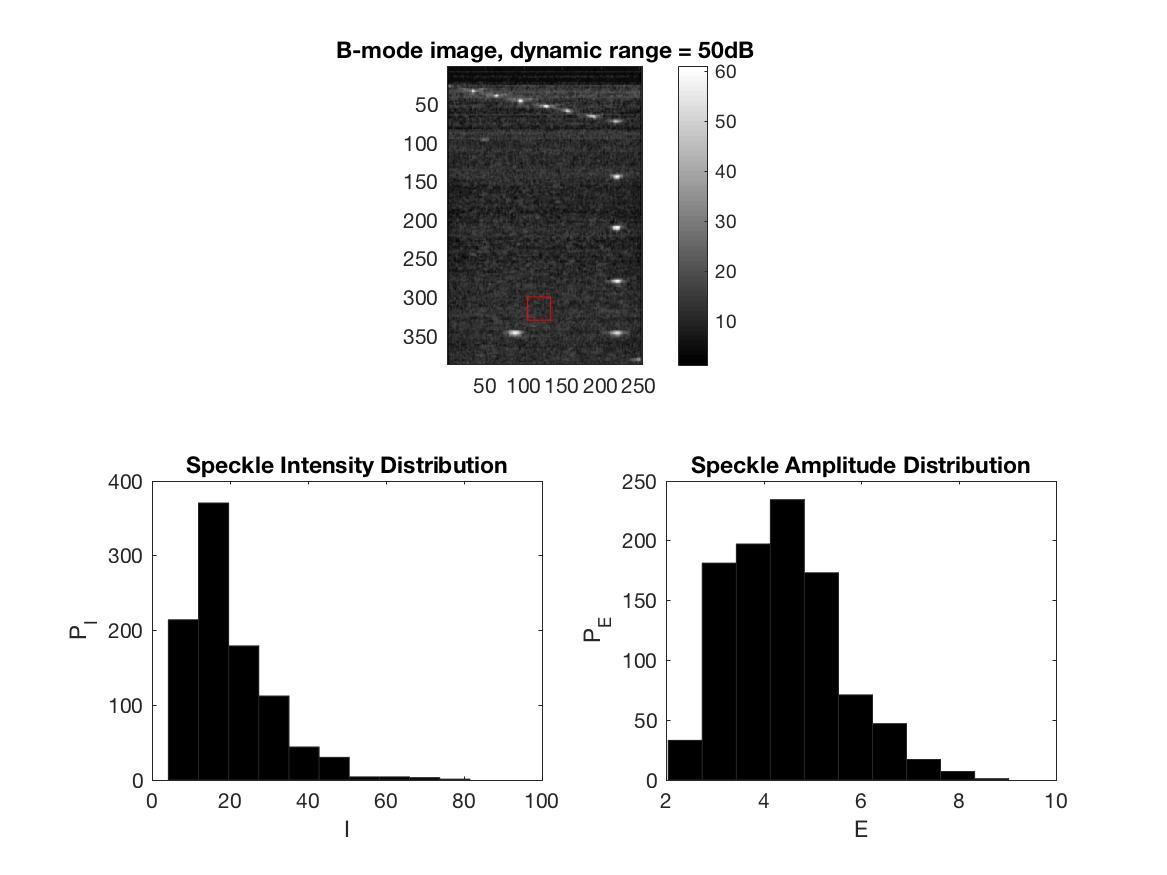 B-mode image, dynamic range = 50dB
50
100
150
200
250
300
350
50 100 150 200 250
60
50
40
30
20
10
Speckle Intensity Distribution
400
300
200
100
0
P_I
0 20 40 60 80 100
I
Speckle Amplitude Distribution
250
200
150
100
50
0
P_E
2 4 6 8 10
E